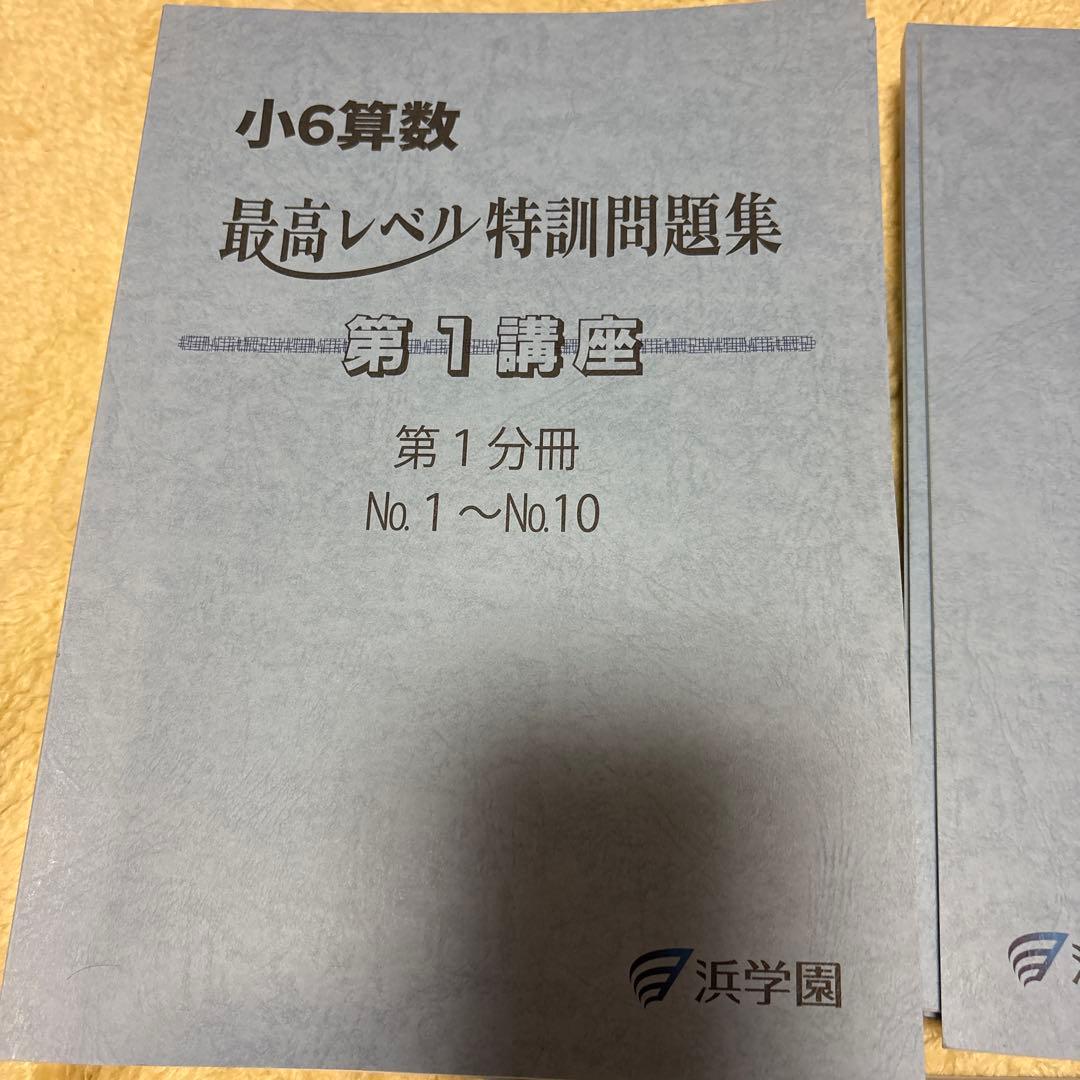 小6算数
最高レベル特訓問題集
第1講座
第1分冊
No.1〜No.10
浜学園